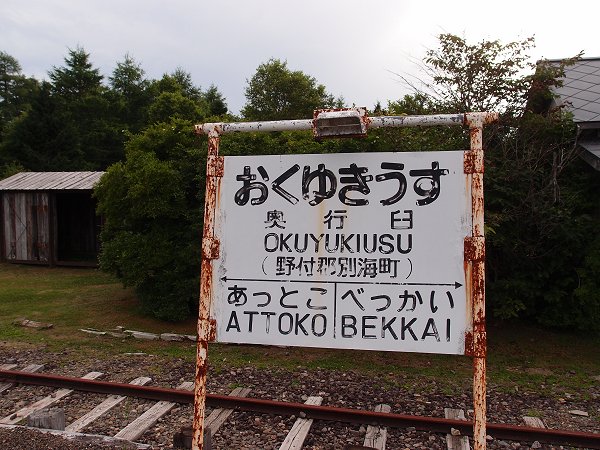 おくゆきうす
奥行臼
OKUYUKIUSU
(野付郡別海町)
あっとこ べっかい
ATTOKO BEKKAI